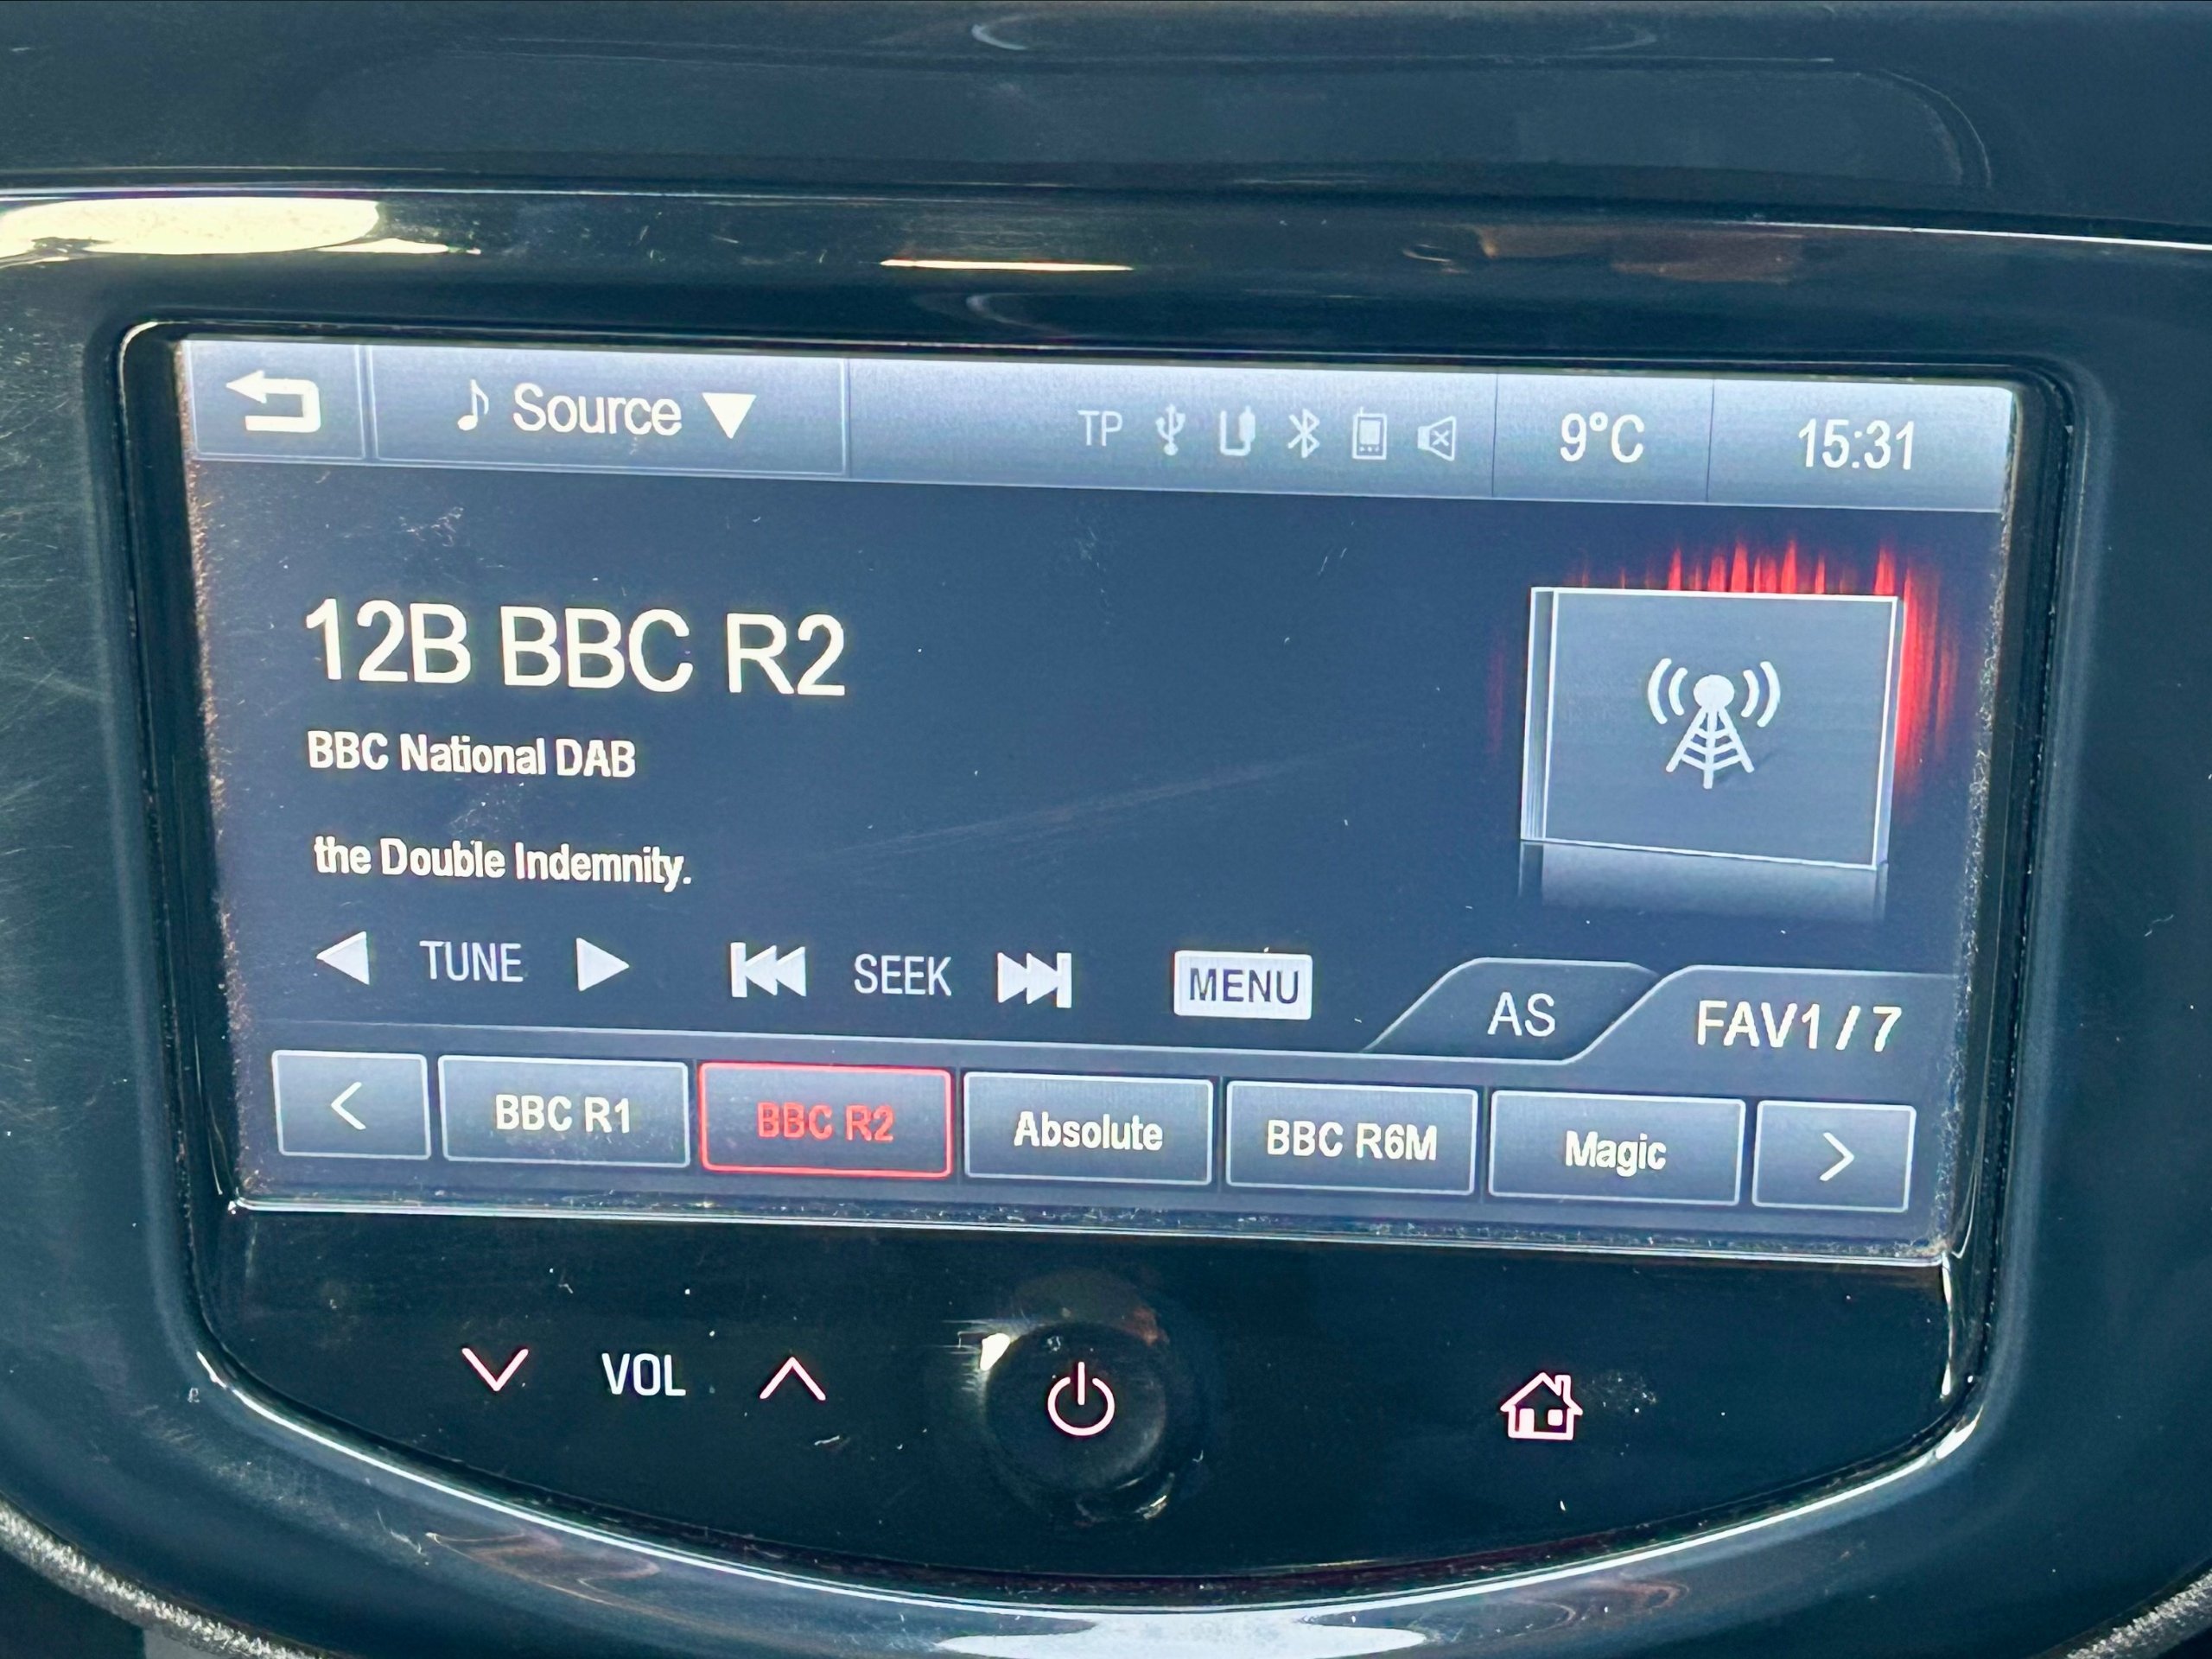 Source
TP
9°C
15:31
12B BBC R2
BBC National DAB
the Double Indemnity.
TUNE
SEEK
MENU
AS
FAV1 / 7
<
BBC R1
BBC R2
Absolute
BBC R6M
Magic
>
VOL